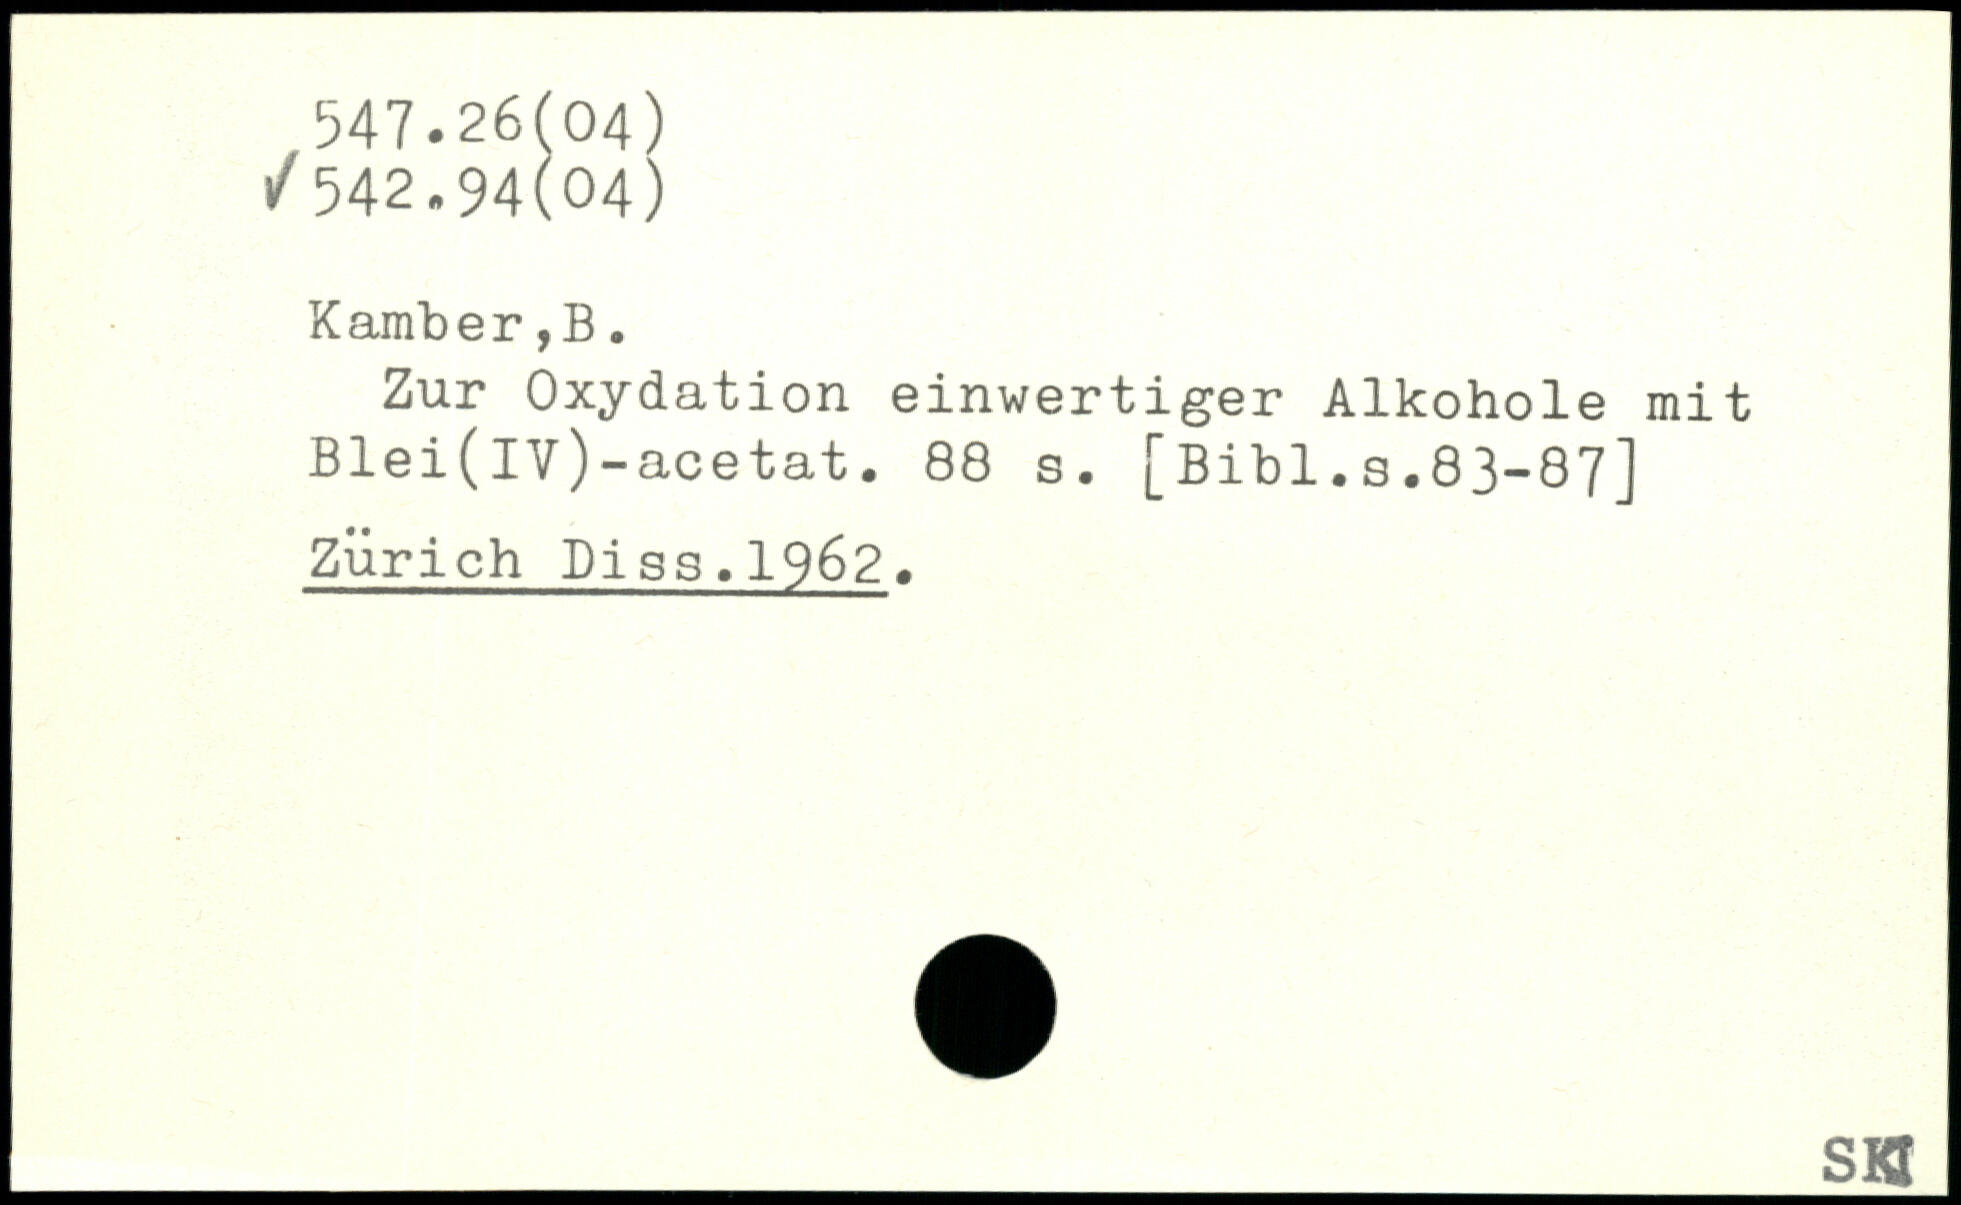 547.26(04)
✓ 542.94(04)
Kamber,B.
Zur Oxydation einwertiger Alkohole mit
Blei(IV)-acetat. 88 s. [Bibl.s.83-87]
Zürich Diss.1962.